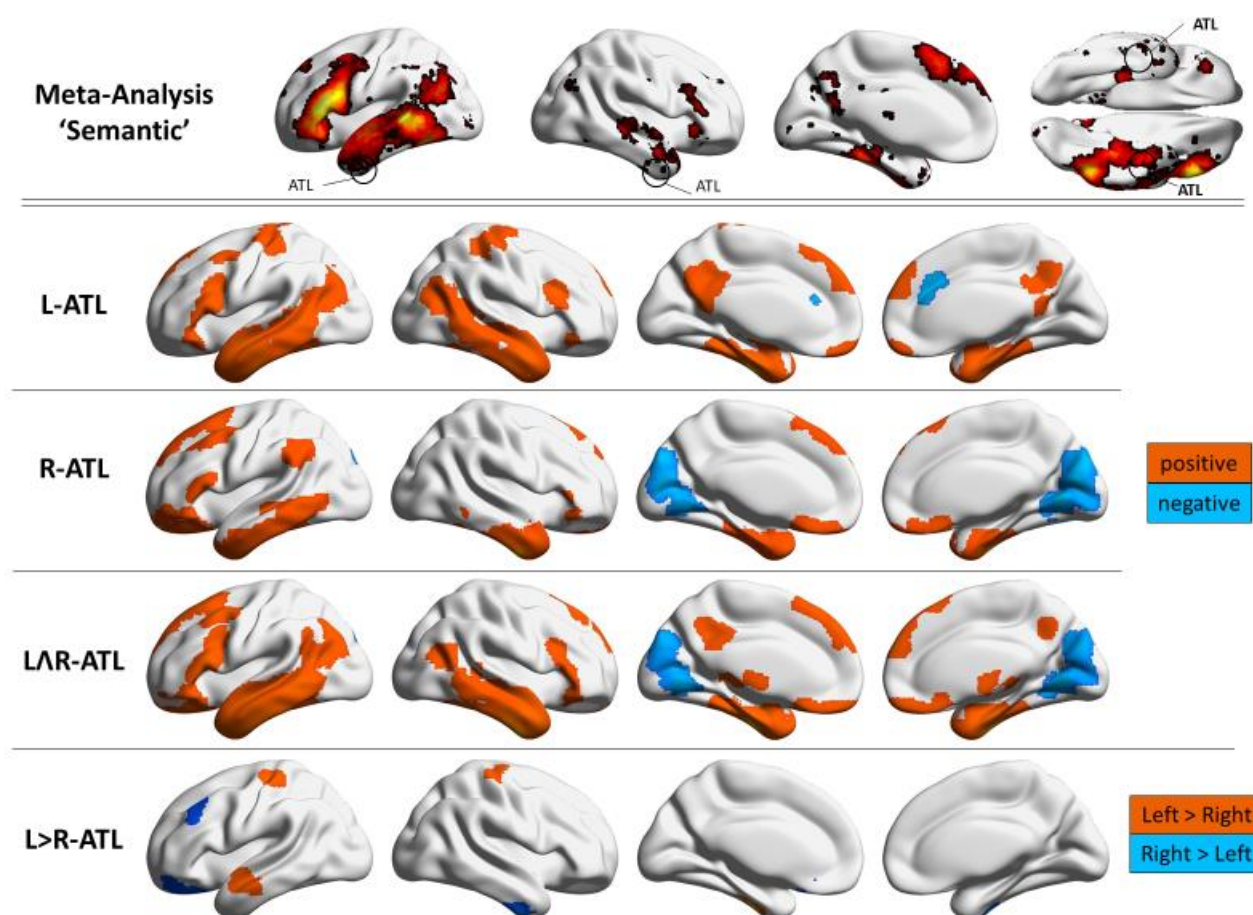 ATL
Meta-Analysis
‘Semantic’
ATL
ATL
ATL
L-ATL
R-ATL
positive
negative
LΛR-ATL
L>R-ATL
Left > Right
Right > Left